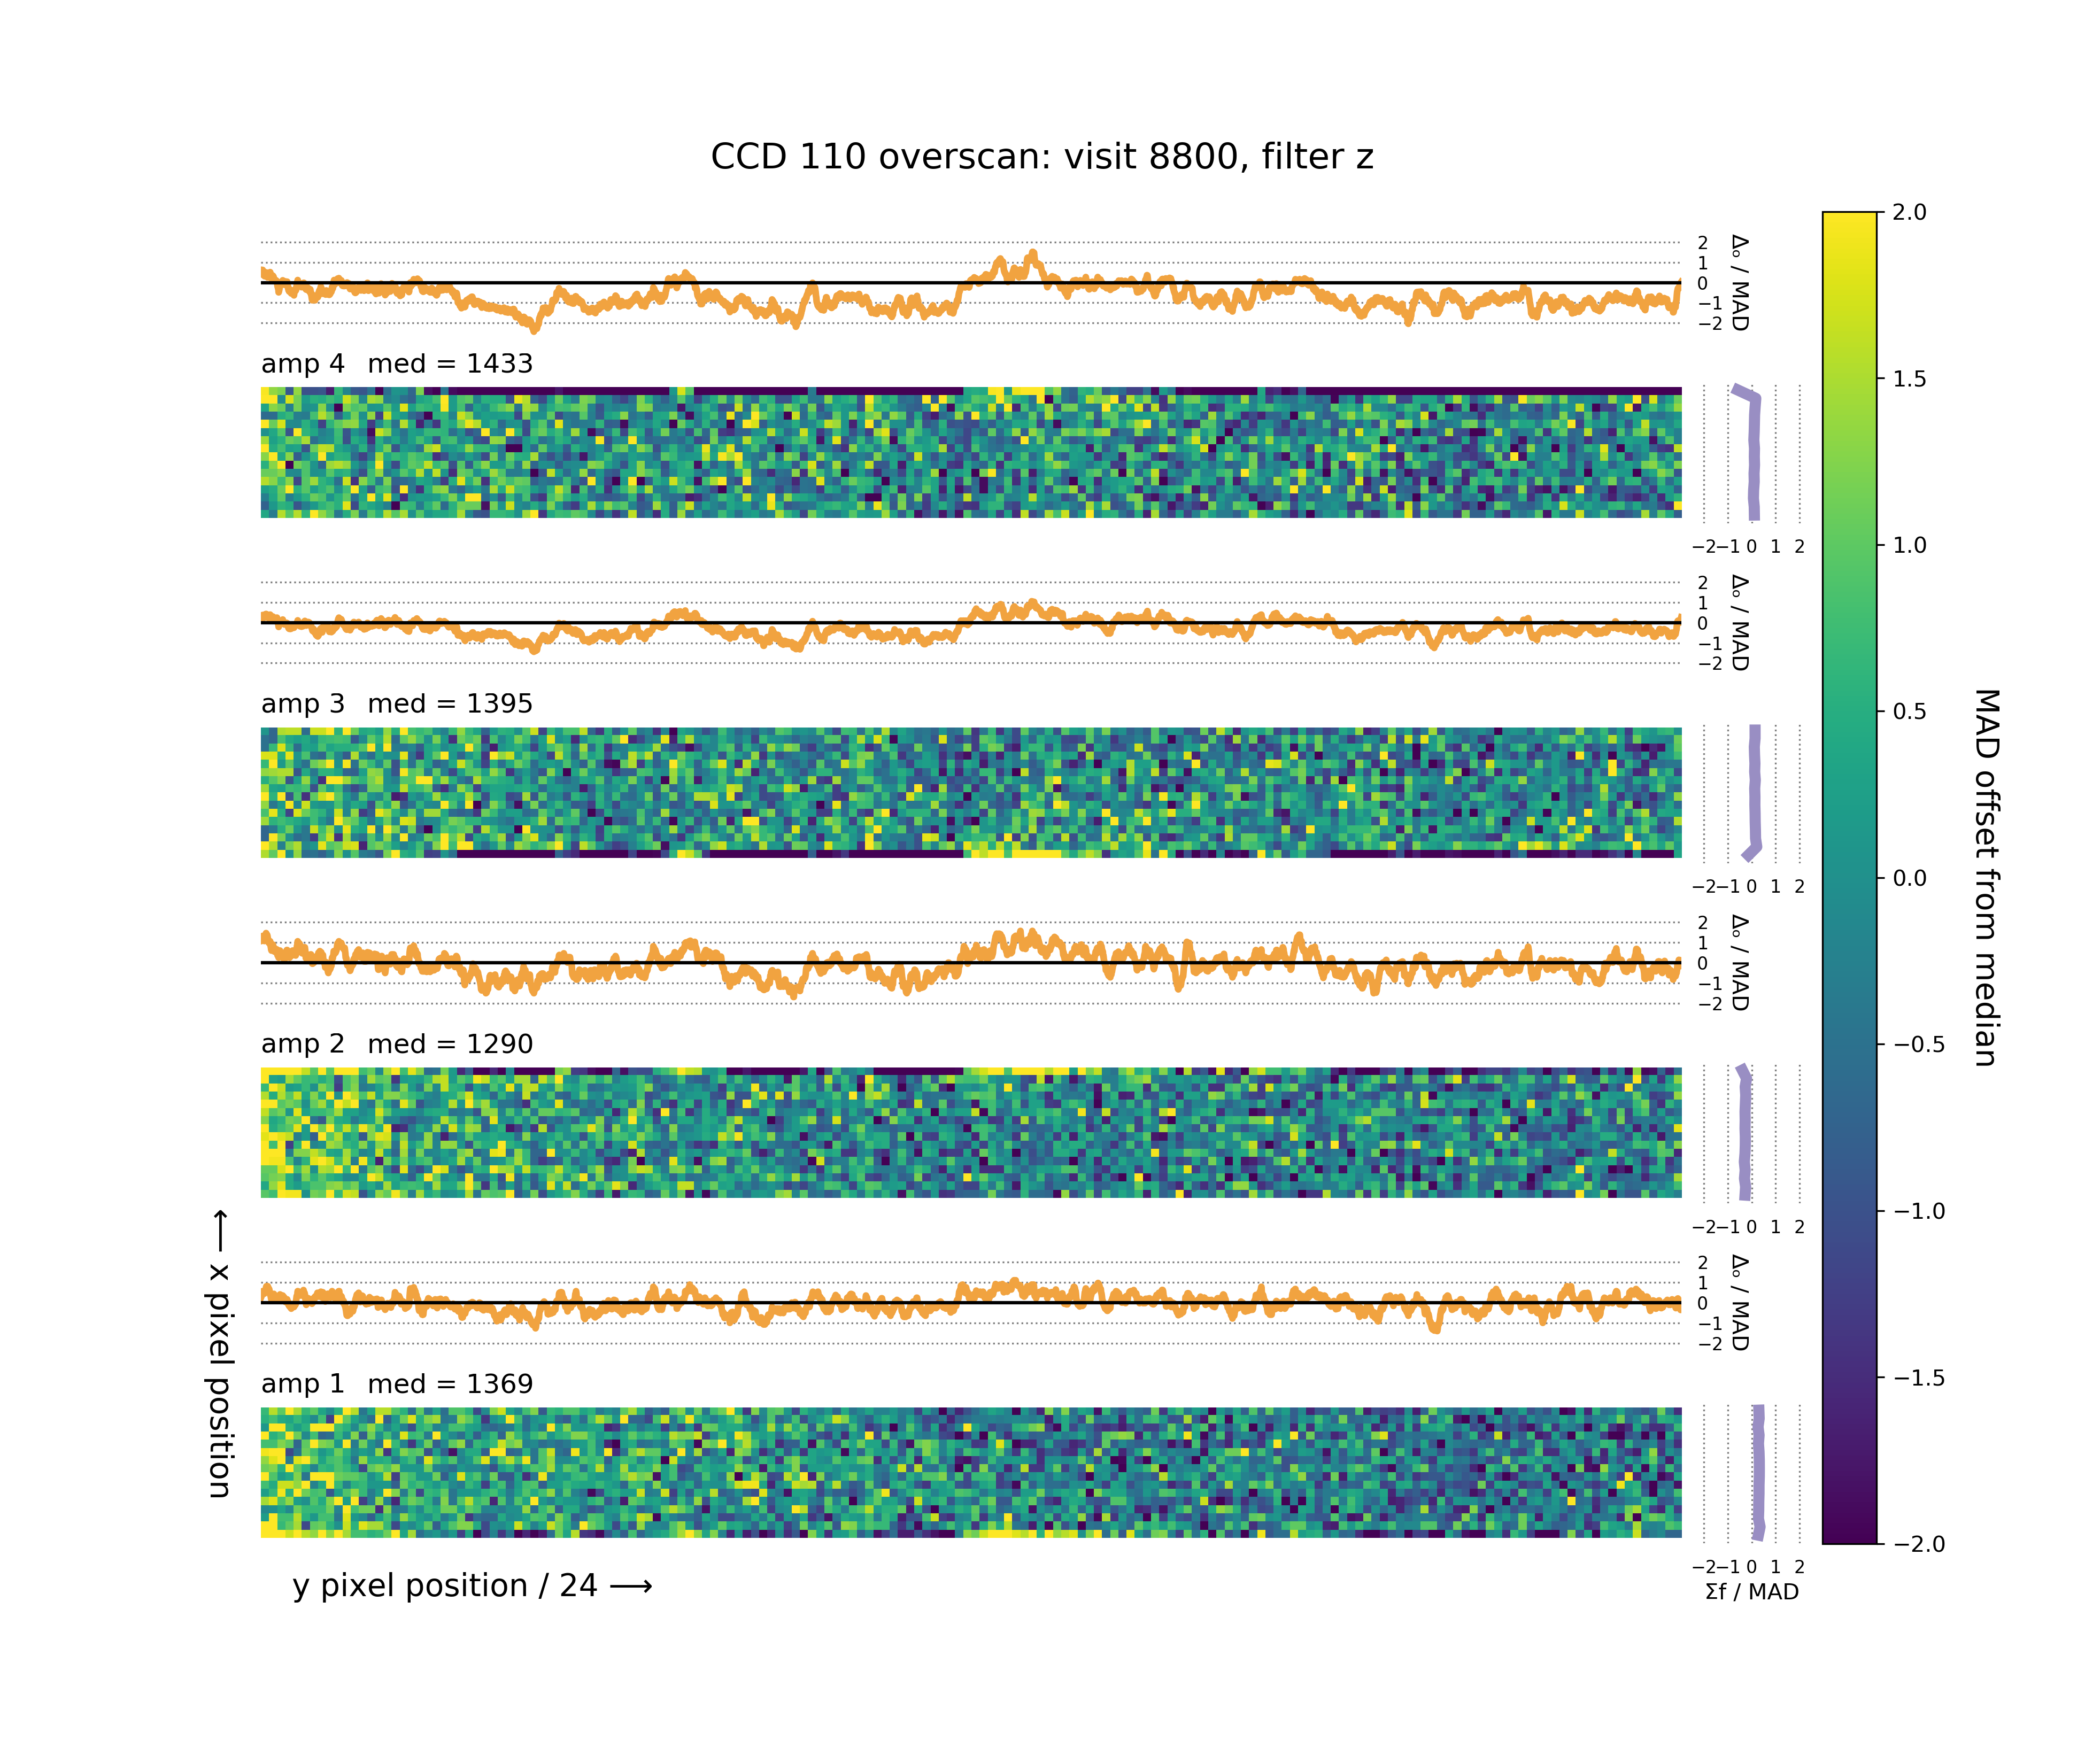 CCD 110 overscan: visit 8800, filter z
2
1
0
−1
−2
Δₒ / MAD
amp 4 med = 1433
−2 −1 0 1 2
2
1
0
−1
−2
Δₒ / MAD
amp 3 med = 1395
−2 −1 0 1 2
2
1
0
−1
−2
Δₒ / MAD
amp 2 med = 1290
−2 −1 0 1 2
2
1
0
−1
−2
Δₒ / MAD
amp 1 med = 1369
−2 −1 0 1 2
Σf / MAD
y pixel position / 24 ⟶
⟵ x pixel position
2.0
1.5
1.0
0.5
0.0
−0.5
−1.0
−1.5
−2.0
MAD offset from median